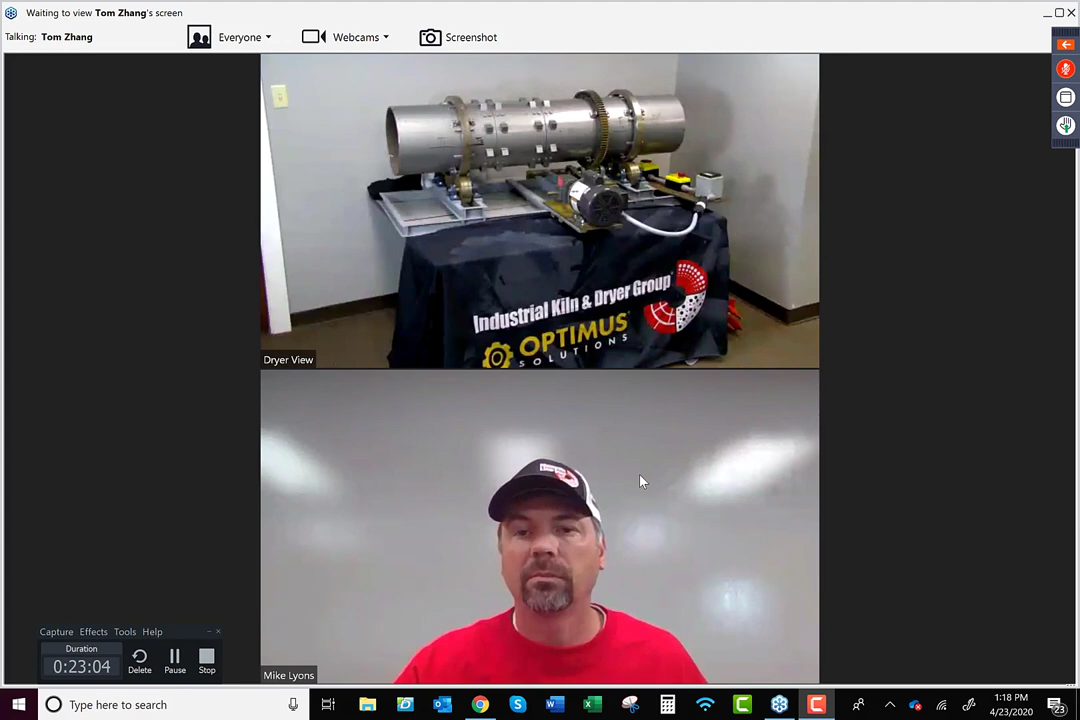 Waiting to view Tom Zhang's screen
Talking: Tom Zhang
Everyone
Webcams
Screenshot
Industrial Kiln & Dryer Group
OPTIMUS
SOLUTIONS
Dryer View
Mike Lyons
Capture Effects Tools Help
Duration
0:23:04
Delete
Pause
Stop
Type here to search
1:18 PM
4/23/2020
23